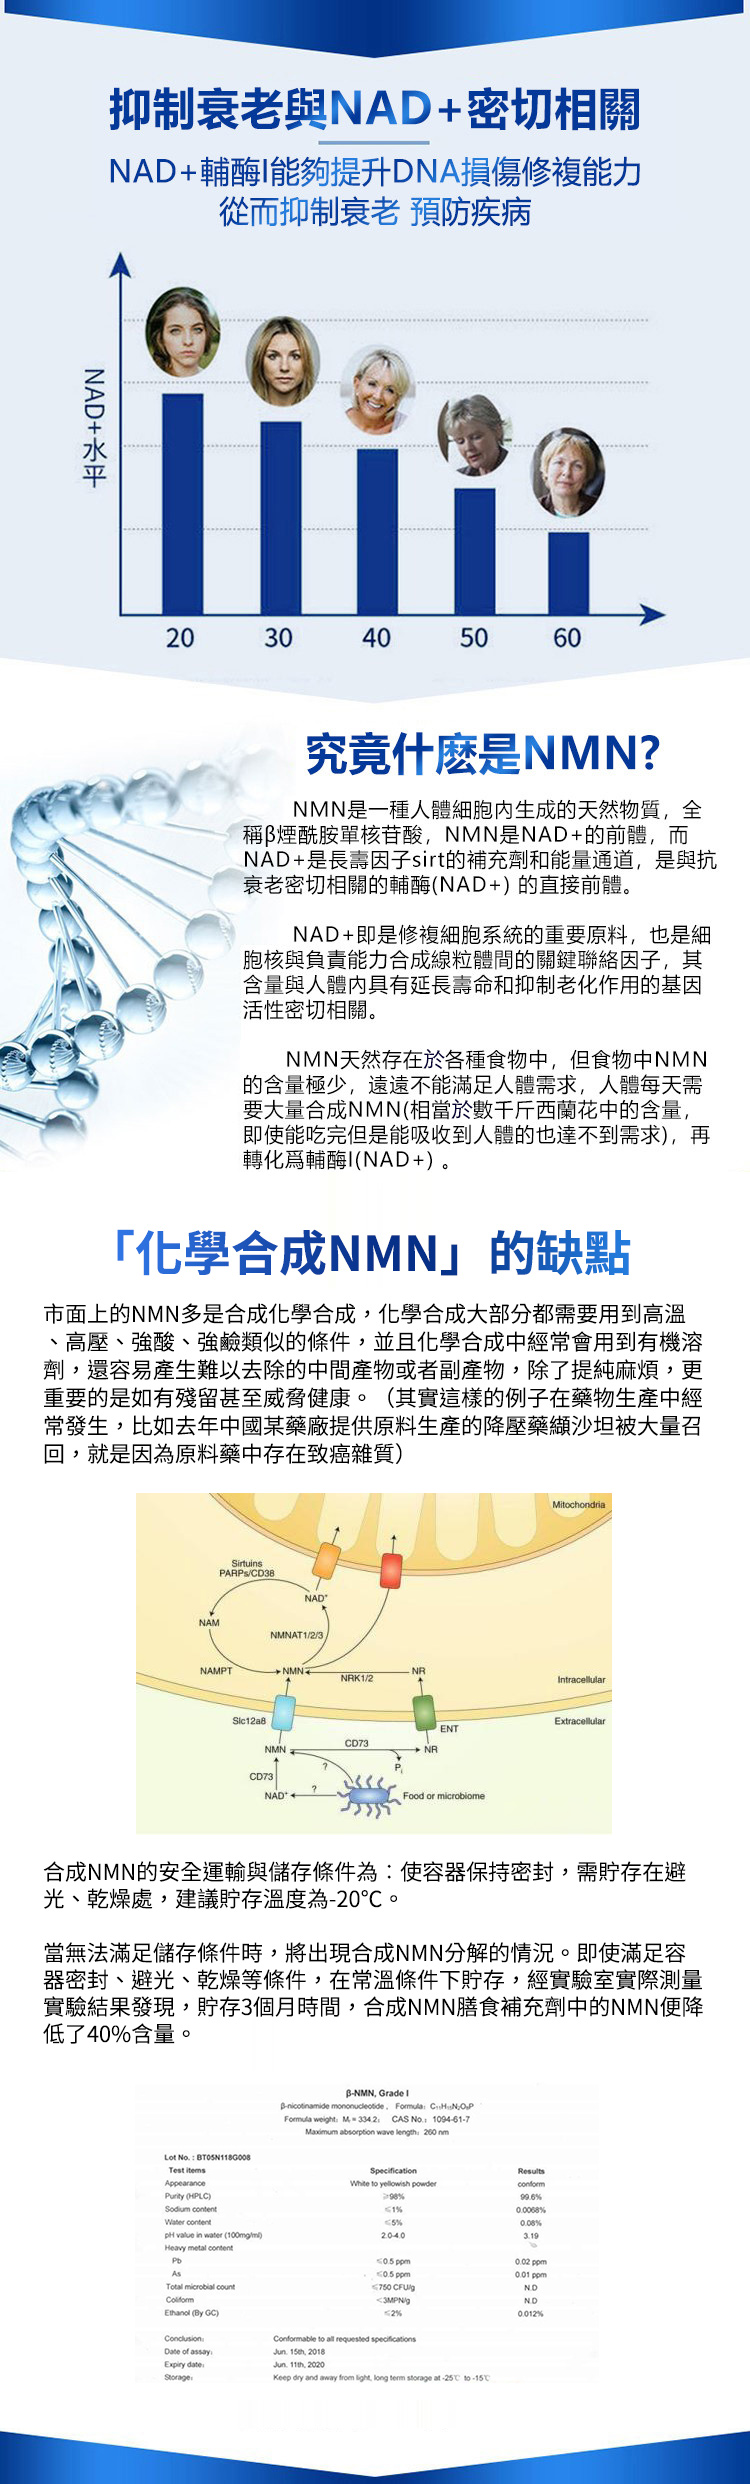 抑制衰老與NAD+密切相關
NAD+輔酶I能夠提升DNA損傷修複能力
從而抑制衰老 預防疾病
NAD+水平
20 30 40 50 60
究竟什麽是NMN?
NMN是一種人體細胞內生成的天然物質，全
稱β煙酰胺單核苷酸，NMN是NAD+的前體，而
NAD+是長壽因子sirt的補充劑和能量通道，是與抗
衰老密切相關的輔酶(NAD+) 的直接前體。
NAD+即是修複細胞系統的重要原料，也是細
胞核與負責能力合成線粒體間的關鍵聯絡因子，其
含量與人體內具有延長壽命和抑制老化作用的基因
活性密切相關。
NMN天然存在於各種食物中，但食物中NMN
的含量極少，遠遠不能滿足人體需求，人體每天需
要大量合成NMN(相當於數千斤西蘭花中的含量，
即使能吃完但是能吸收到人體的也達不到需求)，再
轉化爲輔酶I(NAD+) 。
「化學合成NMN」的缺點
市面上的NMN多是合成化學合成，化學合成大部分都需要用到高溫
、高壓、強酸、強鹼類似的條件，並且化學合成中經常會用到有機溶
劑，還容易產生難以去除的中間產物或者副產物，除了提純麻煩，更
重要的是如有殘留甚至威脅健康。（其實這樣的例子在藥物生產中經
常發生，比如去年中國某藥廠提供原料生產的降壓藥纈沙坦被大量召
回，就是因為原料藥中存在致癌雜質）
Mitochondria
Sirtuins
PARPs/CD38
NAD+
NAM
NMNAT1/2/3
NAMPT
NMN
NRK1/2
NR
Intracellular
Slc12a8
ENT
Extracellular
NMN
CD73
NR
?
Pi
CD73
NAD+
?
Food or microbiome
合成NMN的安全運輸與儲存條件為：使容器保持密封，需貯存在避
光、乾燥處，建議貯存溫度為-20℃。
當無法滿足儲存條件時，將出現合成NMN分解的情況。即使滿足容
器密封、避光、乾燥等條件，在常溫條件下貯存，經實驗室實際測量
實驗結果發現，貯存3個月時間，合成NMN膳食補充劑中的NMN便降
低了40%含量。
β-NMN, Grade I
β-nicotinamide mononucleotide， Formula：C₁₁H₁₅N₂O₈P
Formula weight：Mᵣ = 334.2； CAS No.：1094-61-7
Maximum absorption wave length：260 nm
Lot No. : BT05N118G008
Test items Specification Results
Appearance White to yellowish powder conform
Purity (HPLC) ≥98% 99.6%
Sodium content ≤1% 0.0068%
Water content ≤5% 0.08%
pH value in water (100mg/ml) 2.0-4.0 3.19
Heavy metal content
Pb ≤0.5 ppm 0.02 ppm
As ≤0.5 ppm 0.01 ppm
Total microbial count ≤750 CFU/g N.D
Coliform <3MPN/g N.D
Ethanol (By GC) ≤2% 0.012%
Conclusion： Conformable to all requested specifications
Date of assay： Jun. 15th, 2018
Expiry date： Jun. 11th, 2020
Storage： Keep dry and away from light, long term storage at -25℃ to -15℃